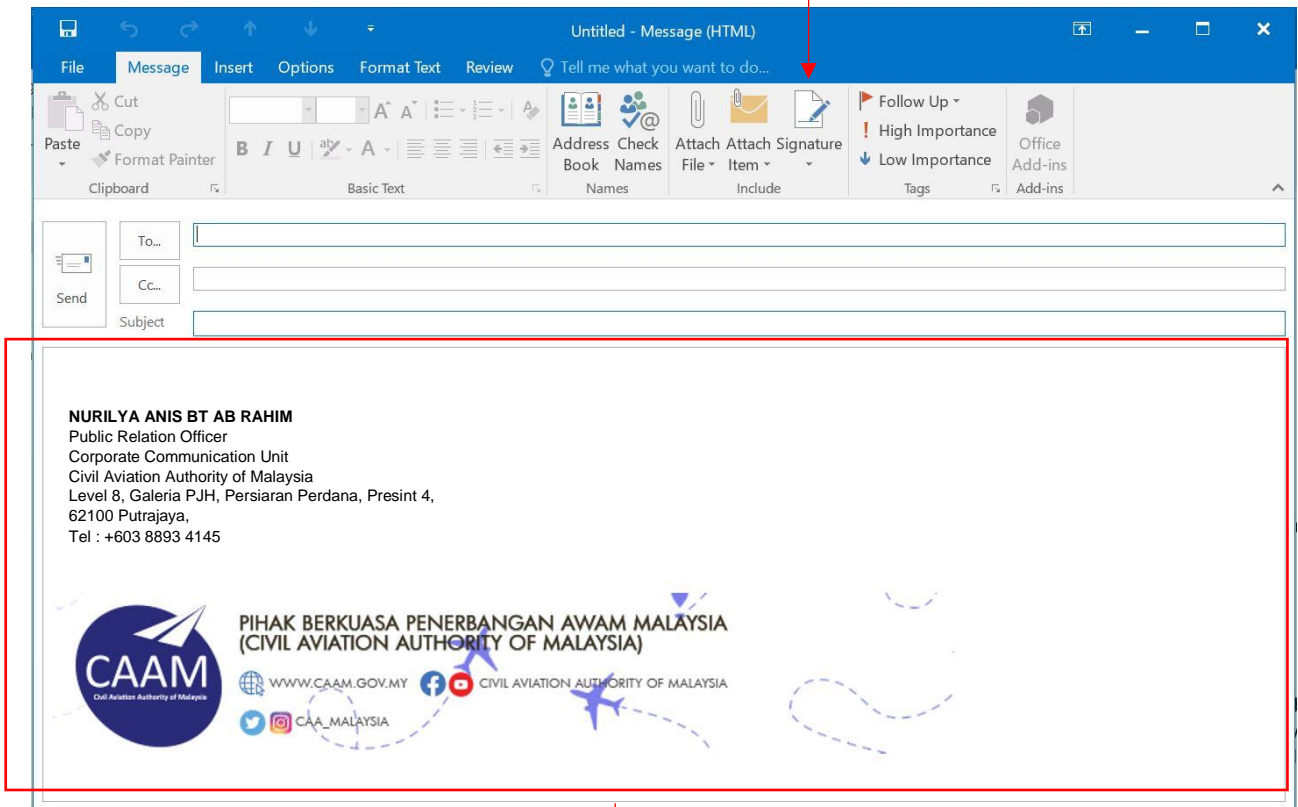 Untitled - Message (HTML)
File Message Insert Options Format Text Review Tell me what you want to do...
Paste
Cut
Copy
Format Painter
Clipboard
A A
B I U aby A
Basic Text
Address Book
Check Names
Names
Attach File
Attach Item
Signature
Include
Follow Up
High Importance
Low Importance
Tags
Office Add-ins
Add-ins
Send
To...
Cc...
Subject
NURILYA ANIS BT AB RAHIM
Public Relation Officer
Corporate Communication Unit
Civil Aviation Authority of Malaysia
Level 8, Galeria PJH, Persiaran Perdana, Presint 4,
62100 Putrajaya,
Tel : +603 8893 4145
CAAM
Civil Aviation Authority of Malaysia
PIHAK BERKUASA PENERBANGAN AWAM MALAYSIA
(CIVIL AVIATION AUTHORITY OF MALAYSIA)
WWW.CAAM.GOV.MY CIVIL AVIATION AUTHORITY OF MALAYSIA
CAA_MALAYSIA